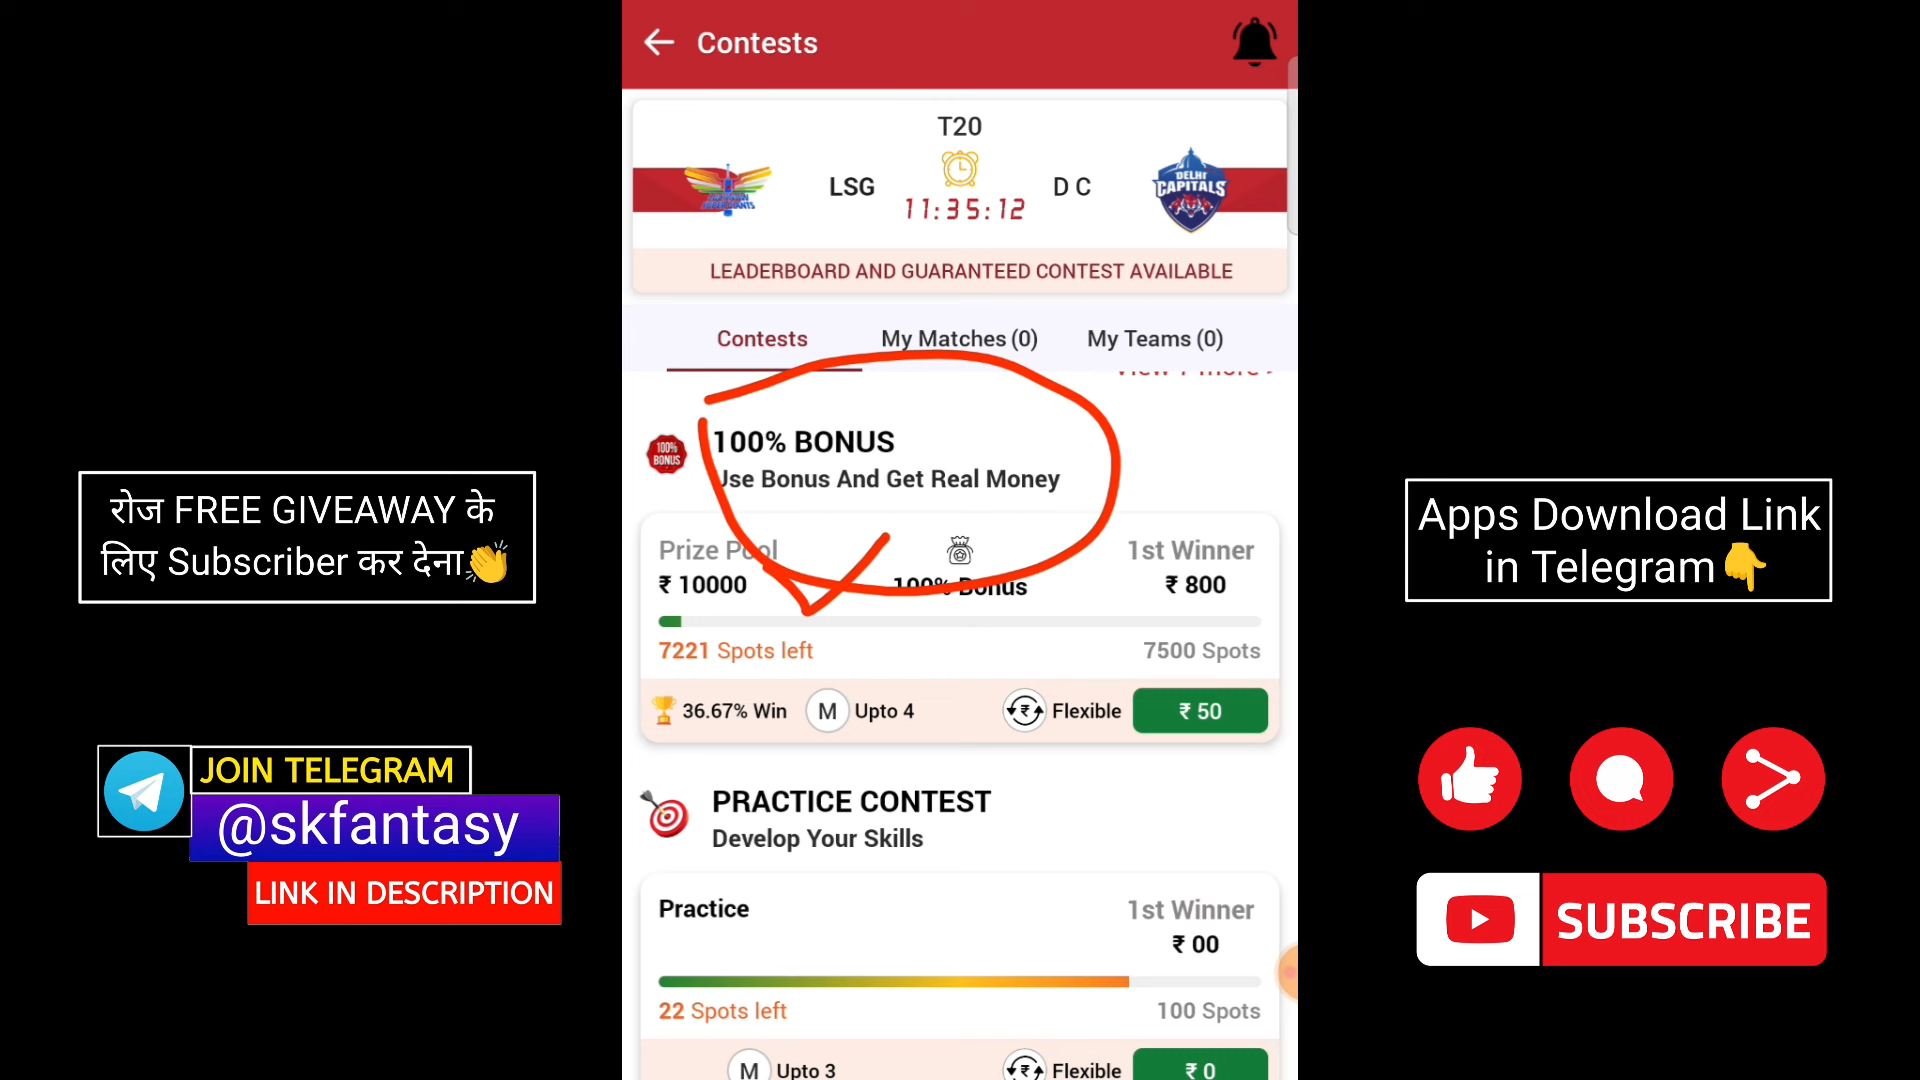 Contests
T20
LSG
11:35:12
D C
DELHI
CAPITALS
LEADERBOARD AND GUARANTEED CONTEST AVAILABLE
Contests
My Matches (0)
My Teams (0)
100%
BONUS
100% BONUS
Use Bonus And Get Real Money
Prize Pool
1st Winner
₹ 10000
100% Bonus
₹ 800
7221 Spots left
7500 Spots
36.67% Win
M
Upto 4
Flexible
₹ 50
PRACTICE CONTEST
Develop Your Skills
Practice
1st Winner
₹ 00
22 Spots left
100 Spots
M
Upto 3
Flexible
₹ 0
रोज FREE GIVEAWAY के
लिए Subscriber कर देना
JOIN TELEGRAM
@skfantasy
LINK IN DESCRIPTION
Apps Download Link
in Telegram
SUBSCRIBE